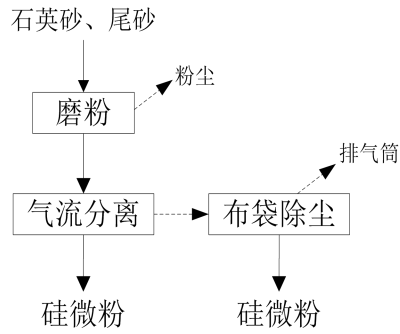 石英砂、尾砂
粉尘
磨粉
排气筒
气流分离
布袋除尘
硅微粉
硅微粉